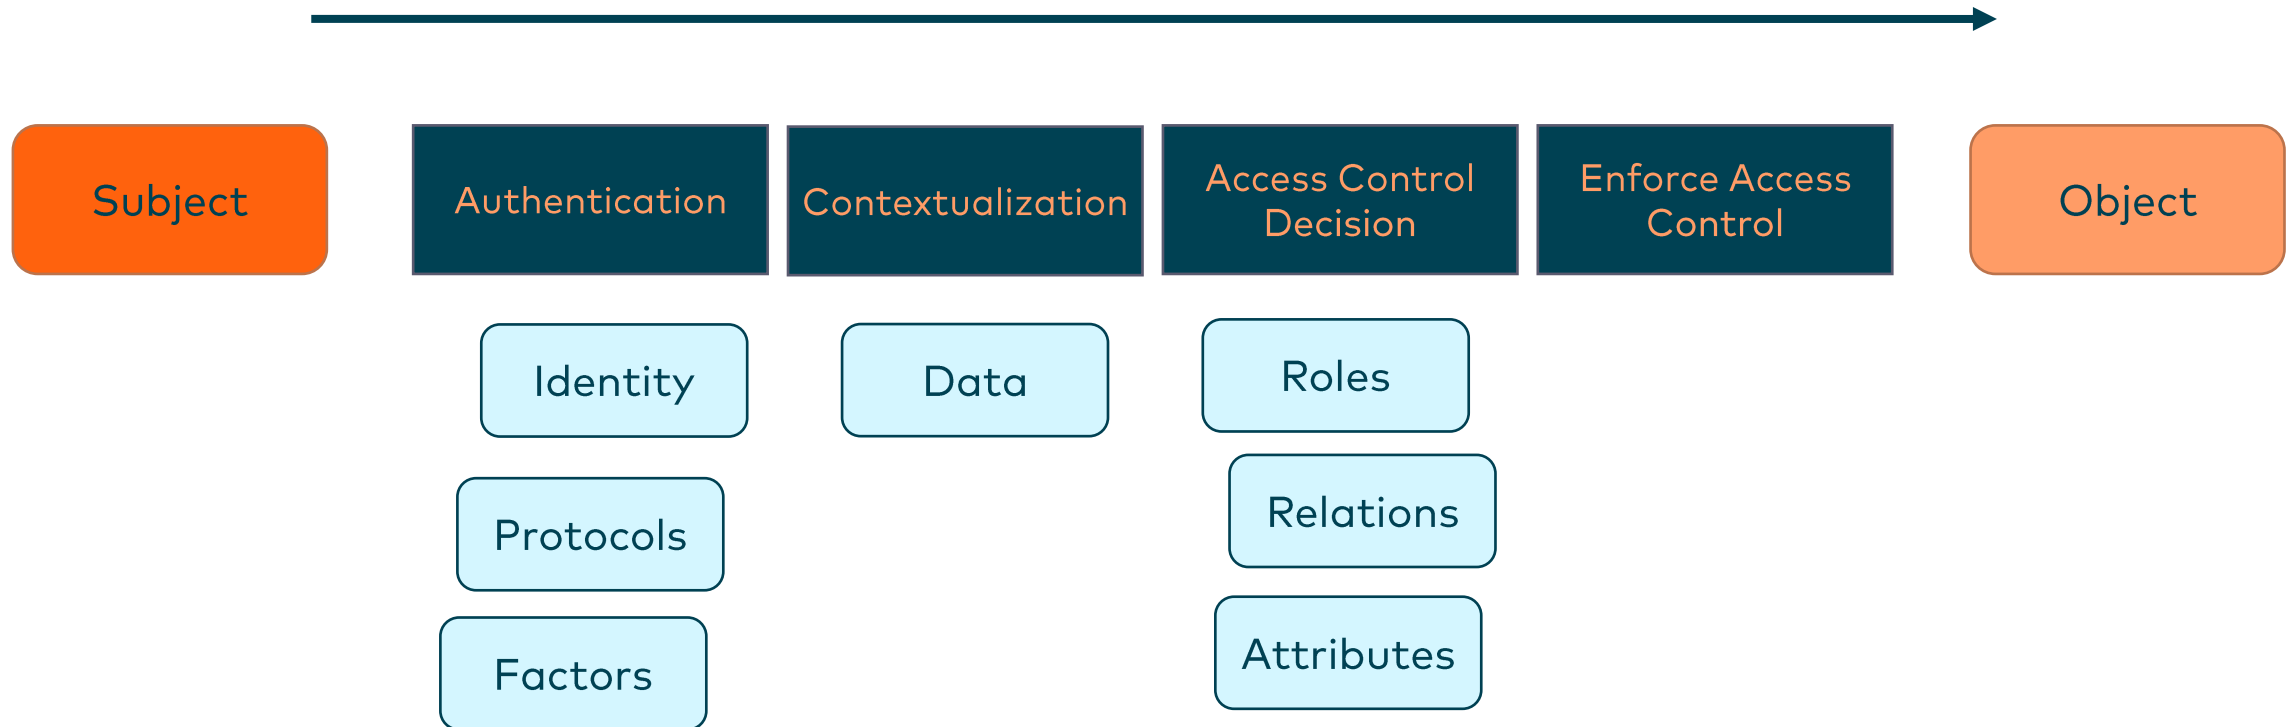 Subject
Authentication
Contextualization
Access Control
Decision
Enforce Access
Control
Object
Identity
Data
Roles
Protocols
Relations
Factors
Attributes